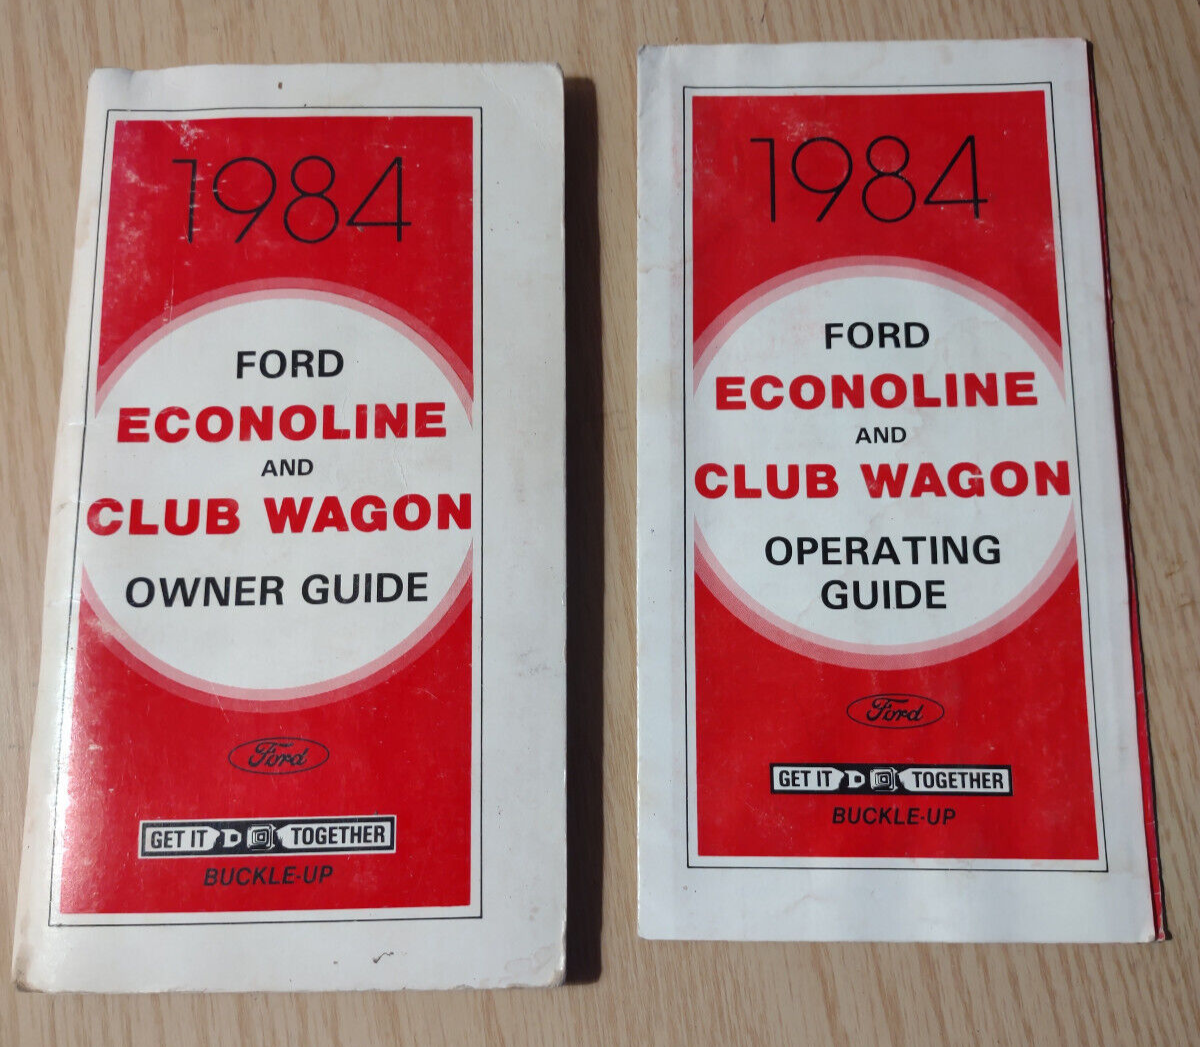 1984
FORD
ECONOLINE
AND
CLUB WAGON
OWNER GUIDE
Ford
GET IT TOGETHER
BUCKLE-UP
1984
FORD
ECONOLINE
AND
CLUB WAGON
OPERATING
GUIDE
Ford
GET IT TOGETHER
BUCKLE-UP